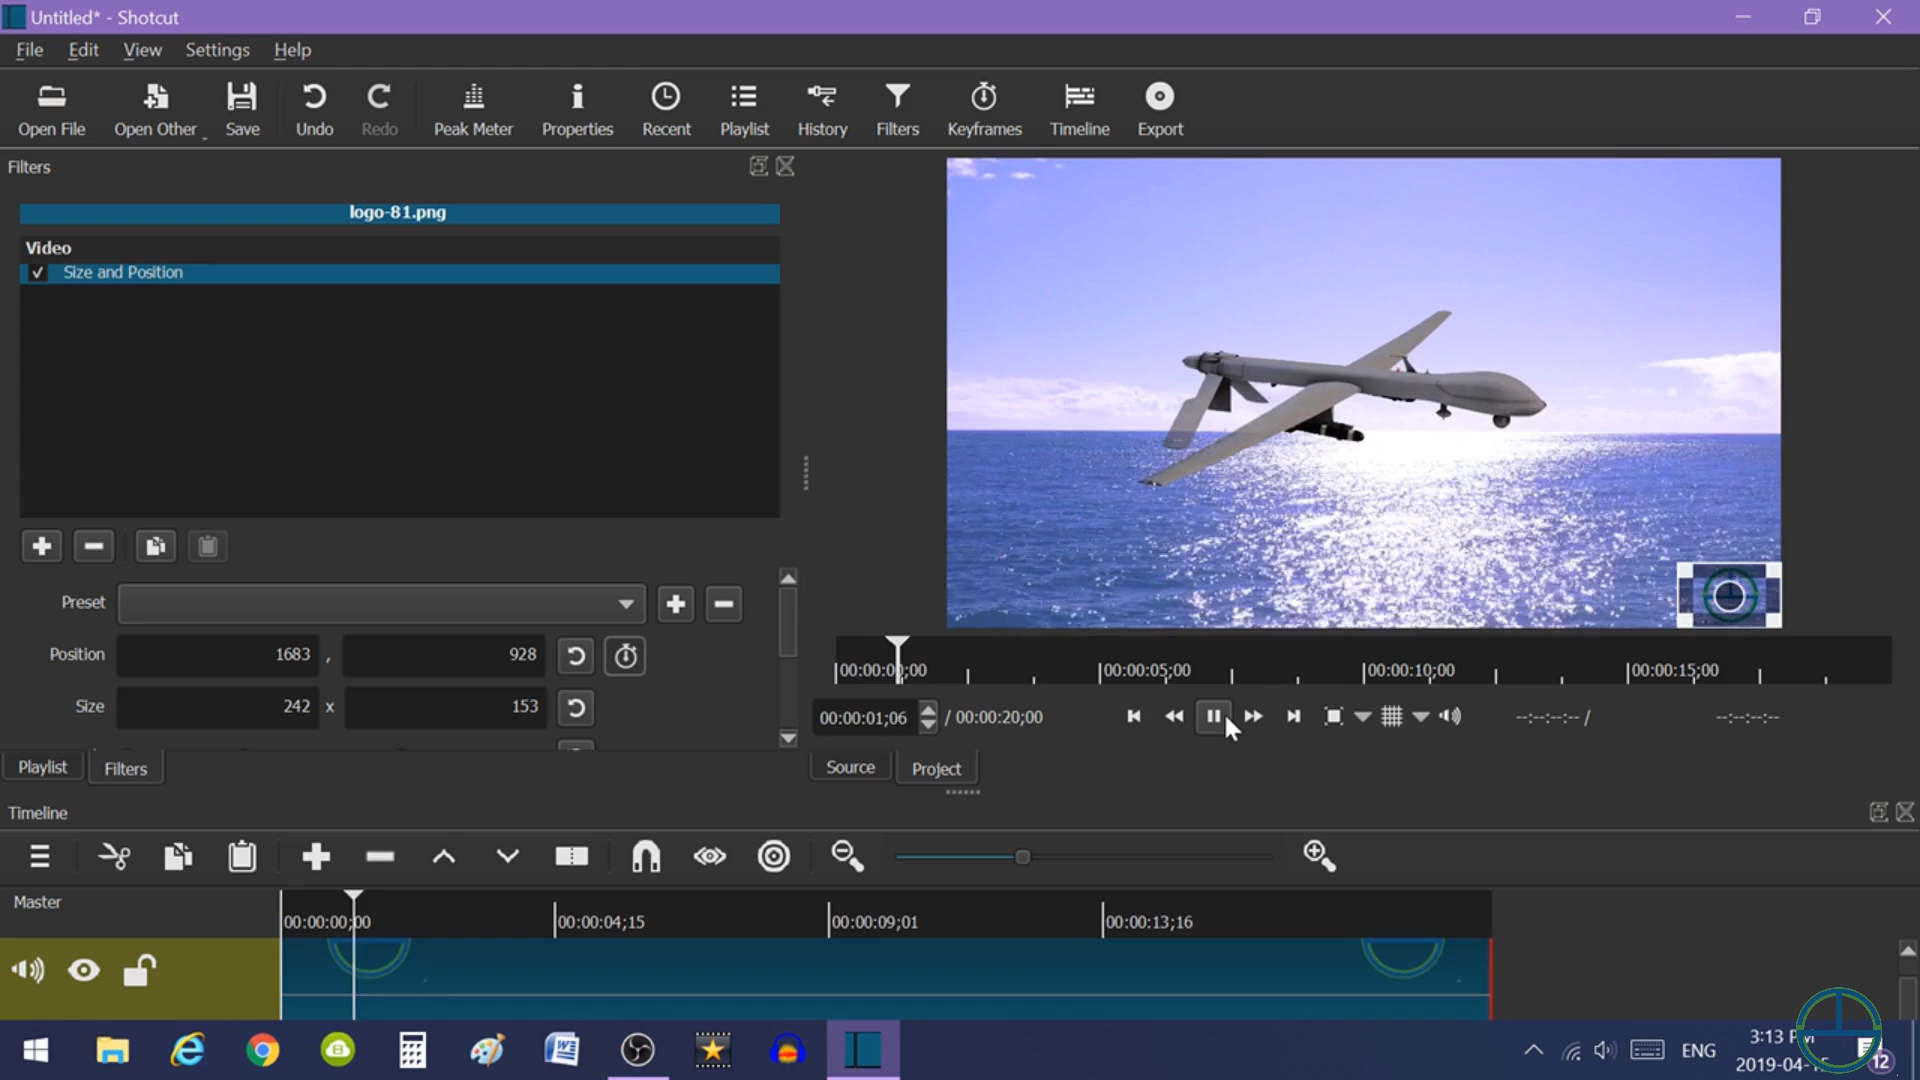 Untitled* - Shotcut
File Edit View Settings Help
Open File Open Other Save Undo Redo Peak Meter Properties Recent Playlist History Filters Keyframes Timeline Export
Filters
logo-81.png
Video
Size and Position
Preset
Position 1683 , 928
Size 242 x 153
00:00:00;00 00:00:05;00 00:00:10;00 00:00:15;00
00:00:01;06 / 00:00:20;00 --:--:--:-- / --:--:--:--
Playlist Filters Source Project
Timeline
Master
00:00:00;00 00:00:04;15 00:00:09;01 00:00:13;16
ENG
3:13 PM
2019-04-
12